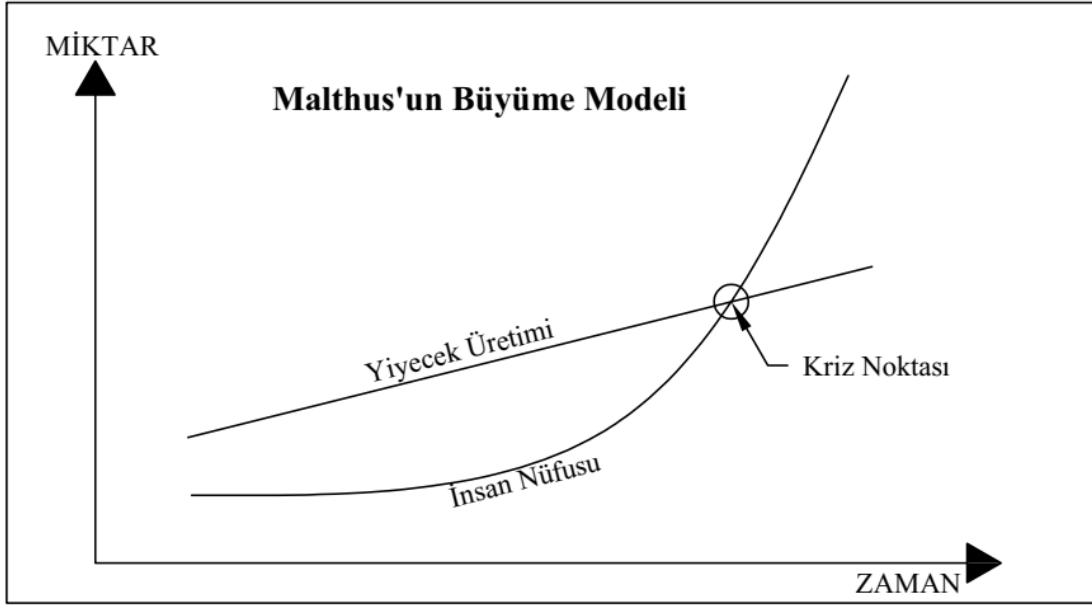 MİKTAR
Malthus'un Büyüme Modeli
Yiyecek Üretimi
Kriz Noktası
İnsan Nüfusu
ZAMAN